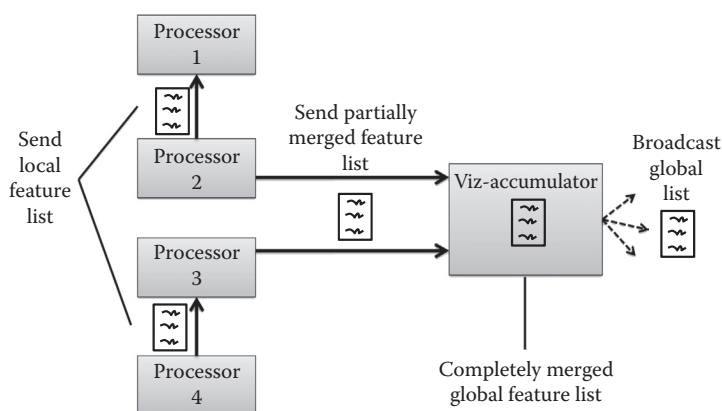 Processor
1
Send
local
feature
list
Processor
2
Send partially
merged feature
list
Viz-accumulator
Broadcast
global
list
Processor
3
Processor
4
Completely merged
global feature list